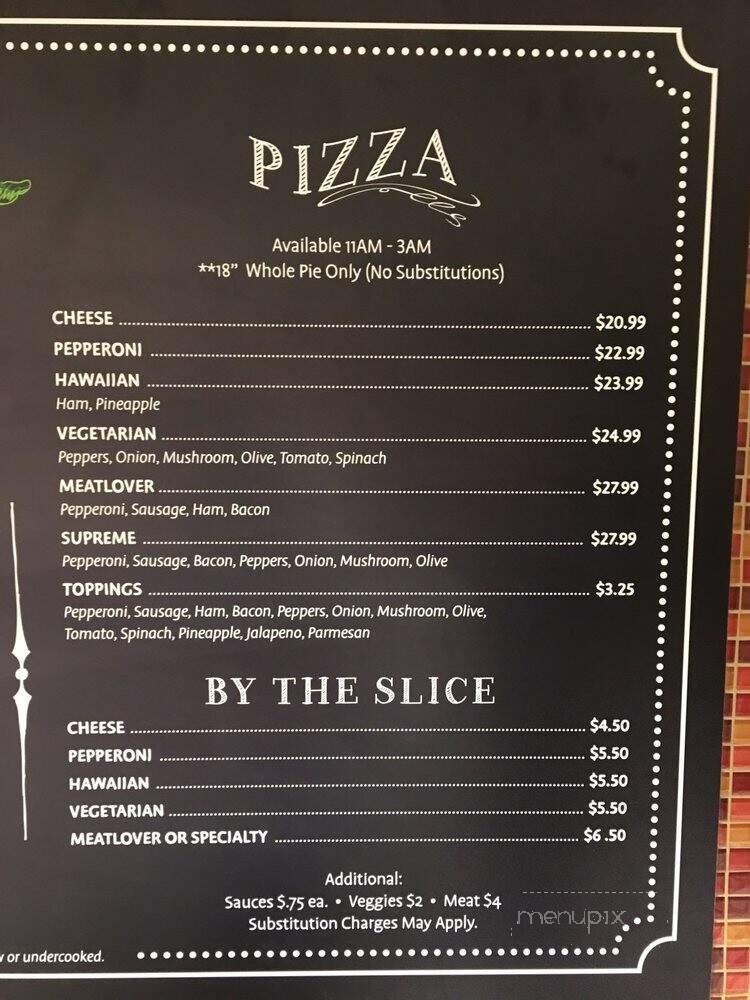 PIZZA
Available 11AM - 3AM
**18” Whole Pie Only (No Substitutions)
CHEESE $20.99
PEPPERONI $22.99
HAWAIIAN $23.99
Ham, Pineapple
VEGETARIAN $24.99
Peppers, Onion, Mushroom, Olive, Tomato, Spinach
MEATLOVER $27.99
Pepperoni, Sausage, Ham, Bacon
SUPREME $27.99
Pepperoni, Sausage, Bacon, Peppers, Onion, Mushroom, Olive
TOPPINGS $3.25
Pepperoni, Sausage, Ham, Bacon, Peppers, Onion, Mushroom, Olive,
Tomato, Spinach, Pineapple, Jalapeno, Parmesan
BY THE SLICE
CHEESE $4.50
PEPPERONI $5.50
HAWAIIAN $5.50
VEGETARIAN $5.50
MEATLOVER OR SPECIALTY $6 .50
Additional:
Sauces $.75 ea. • Veggies $2 • Meat $4
Substitution Charges May Apply.
menupix
or undercooked.